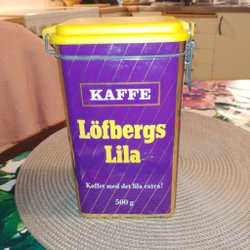 KAFFE
Löfbergs
Lila
Kaffet med det lila extra!
500 g